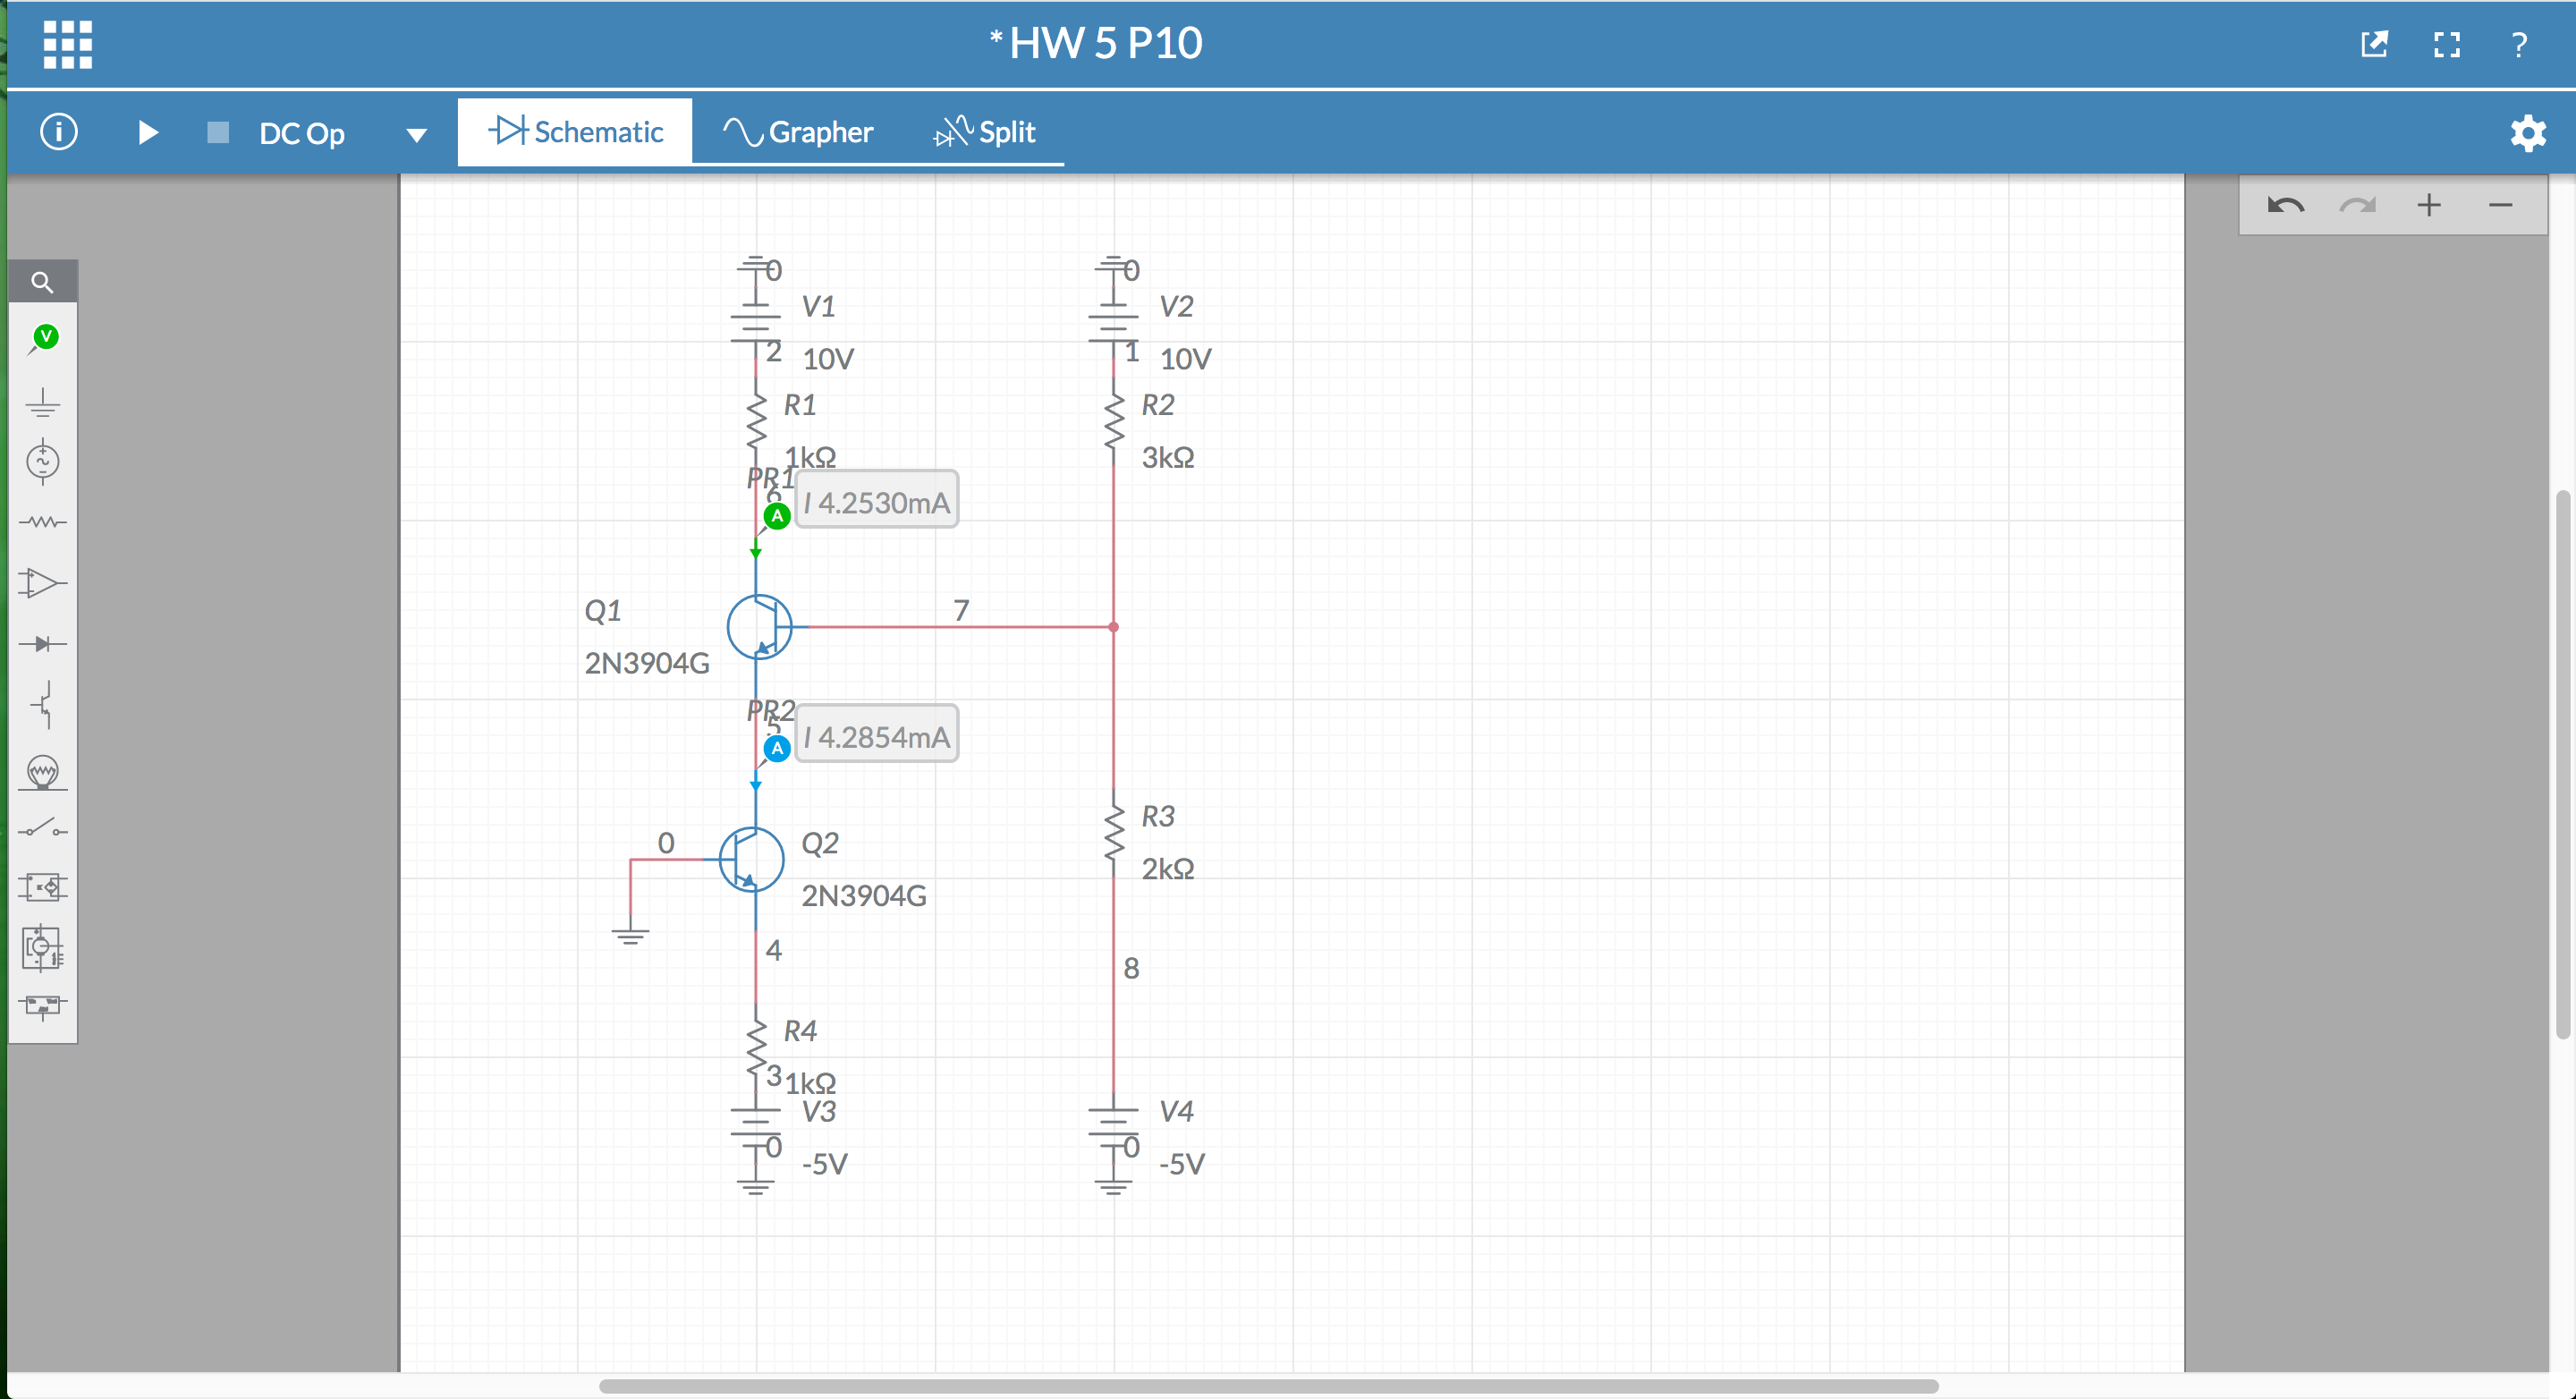 *HW 5 P10
?
i
DC Op
Schematic
Grapher
Split
V
0
V1
2
10V
R1
1kΩ
PR1
6
A
I 4.2530mA
0
V2
1
10V
R2
3kΩ
Q1
2N3904G
7
PR2
5
A
I 4.2854mA
0
Q2
2N3904G
R3
2kΩ
4
8
R4
3
1kΩ
V3
0
-5V
V4
0
-5V